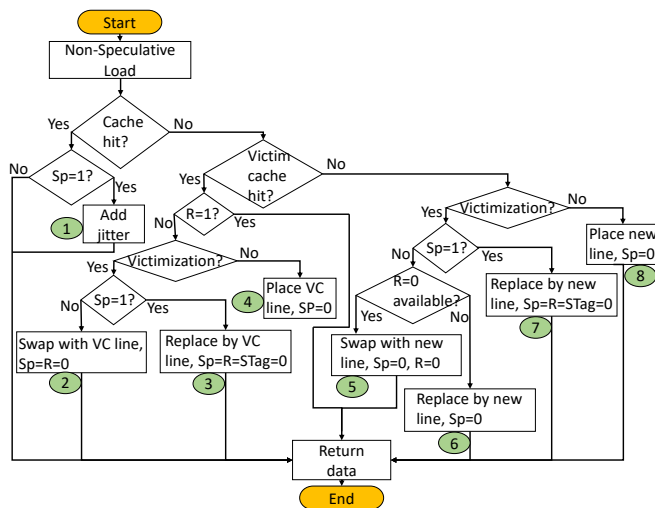 Start
Non-Speculative
Load
Cache
hit?
Yes
No
Sp=1?
No
Yes
Victim
cache
hit?
Yes
No
1
Add
jitter
R=1?
No
Yes
Victimization?
Yes
No
Victimization?
Yes
No
4
Place VC
line, SP=0
Sp=1?
No
Yes
Sp=1?
No
Yes
Place new
line, Sp=0
8
R=0
available?
Yes
No
Replace by new
line, Sp=R=STag=0
7
Swap with VC line,
Sp=R=0
2
Replace by VC
line, Sp=R=STag=0
3
Swap with new
line, Sp=0, R=0
5
Replace by new
line, Sp=0
6
Return
data
End